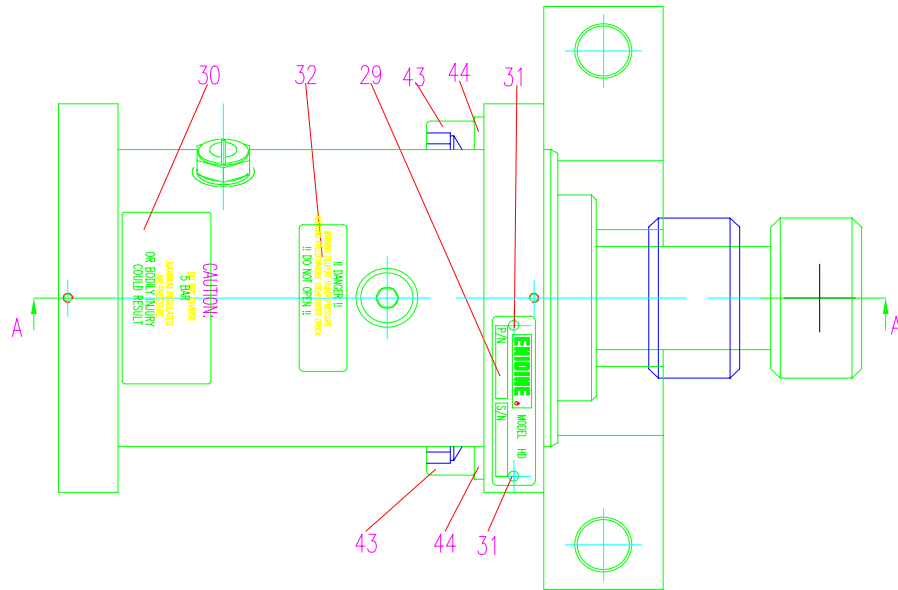 30
32
43
44
29
31
A
A
CAUTION:
5 BAR
OR BODILY INJURY
COULD RESULT
!! DANGER !!
!! DO NOT OPEN !!
ENIDINE
MODEL HD
P/N
S/N
43
44
31